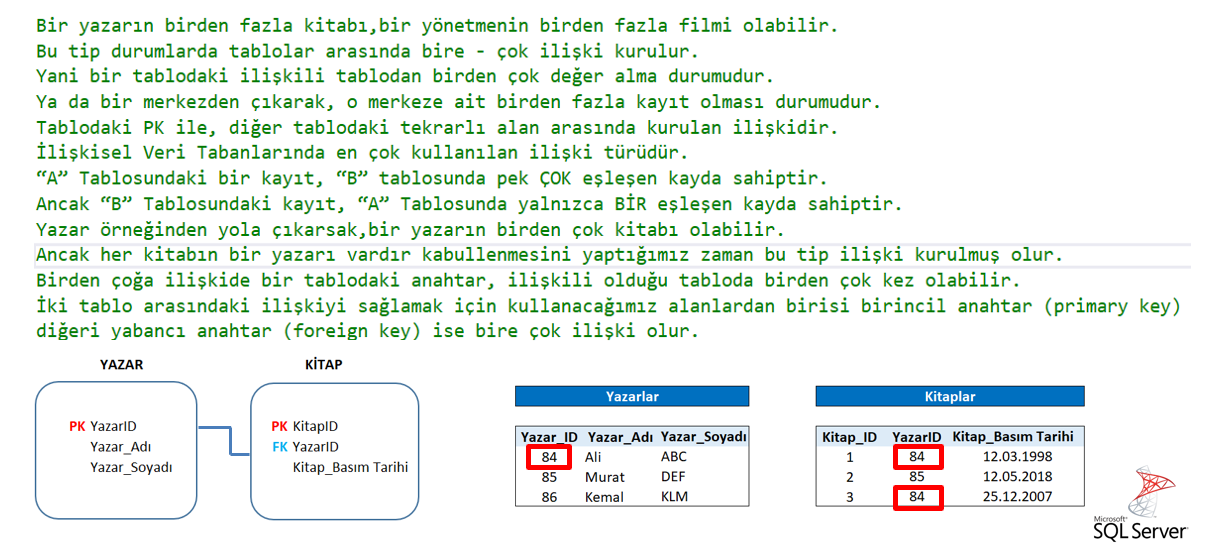 Bir yazarın birden fazla kitabı,bir yönetmenin birden fazla filmi olabilir.
Bu tip durumlarda tablolar arasında bire - çok ilişki kurulur.
Yani bir tablodaki ilişkili tablodan birden çok değer alma durumudur.
Ya da bir merkezden çıkarak, o merkeze ait birden fazla kayıt olması durumudur.
Tablodaki PK ile, diğer tablodaki tekrarlı alan arasında kurulan ilişkidir.
İlişkisel Veri Tabanlarında en çok kullanılan ilişki türüdür.
“A” Tablosundaki bir kayıt, “B” tablosunda pek ÇOK eşleşen kayda sahiptir.
Ancak “B” Tablosundaki kayıt, “A” Tablosunda yalnızca BİR eşleşen kayda sahiptir.
Yazar örneğinden yola çıkarsak,bir yazarın birden çok kitabı olabilir.
Ancak her kitabın bir yazarı vardır kabullenmesini yaptığımız zaman bu tip ilişki kurulmuş olur.
Birden çoğa ilişkide bir tablodaki anahtar, ilişkili olduğu tabloda birden çok kez olabilir.
İki tablo arasındaki ilişkiyi sağlamak için kullanacağımız alanlardan birisi birincil anahtar (primary key)
diğeri yabancı anahtar (foreign key) ise bire çok ilişki olur.
YAZAR
PK YazarID
Yazar_Adı
Yazar_Soyadı
KİTAP
PK KitapID
FK YazarID
Kitap_Basım Tarihi
Yazarlar
Yazar_ID Yazar_Adı Yazar_Soyadı
84 Ali ABC
85 Murat DEF
86 Kemal KLM
Kitaplar
Kitap_ID YazarID Kitap_Basım Tarihi
1 84 12.03.1998
2 85 12.05.2018
3 84 25.12.2007
Microsoft
SQL Server